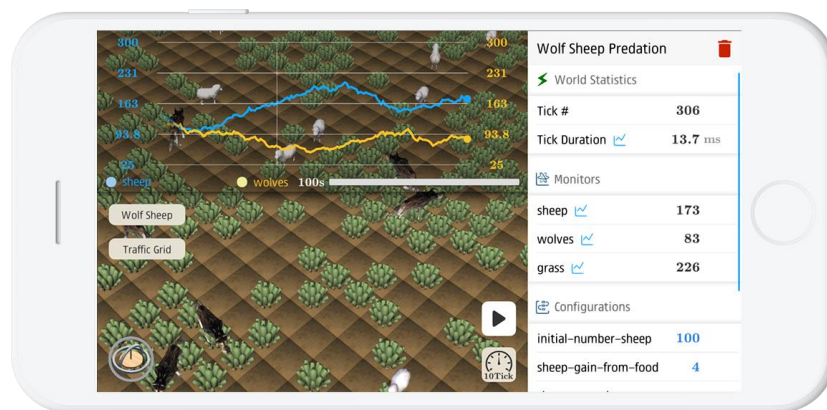 300
300
231
231
163
163
93.8
93.8
25
25
sheep
wolves 100s
Wolf Sheep
Traffic Grid
10Tick
Wolf Sheep Predation
World Statistics
Tick # 306
Tick Duration 13.7 ms
Monitors
sheep 173
wolves 83
grass 226
Configurations
initial-number-sheep 100
sheep-gain-from-food 4